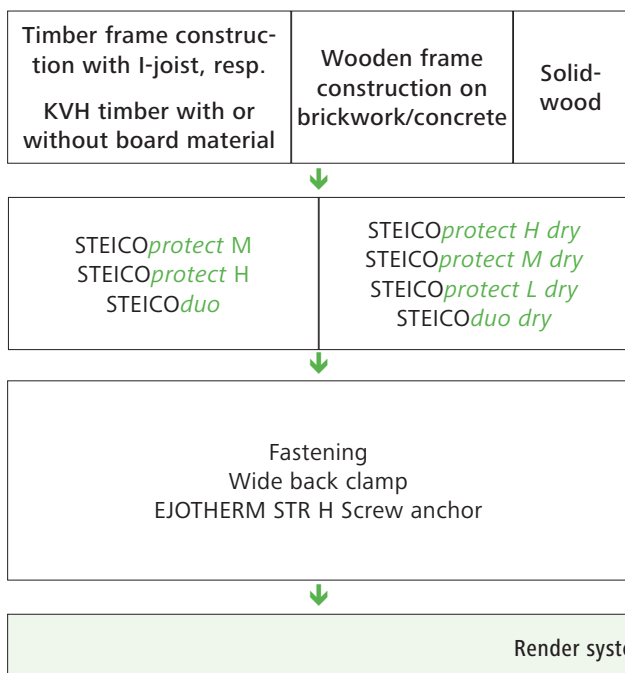 Timber frame construc-
tion with I-joist, resp.
KVH timber with or
without board material
Wooden frame
construction on
brickwork/concrete
Solid-
wood
STEICOprotect M
STEICOprotect H
STEICOduo
STEICOprotect H dry
STEICOprotect M dry
STEICOprotect L dry
STEICOduo dry
Fastening
Wide back clamp
EJOTHERM STR H Screw anchor
Render